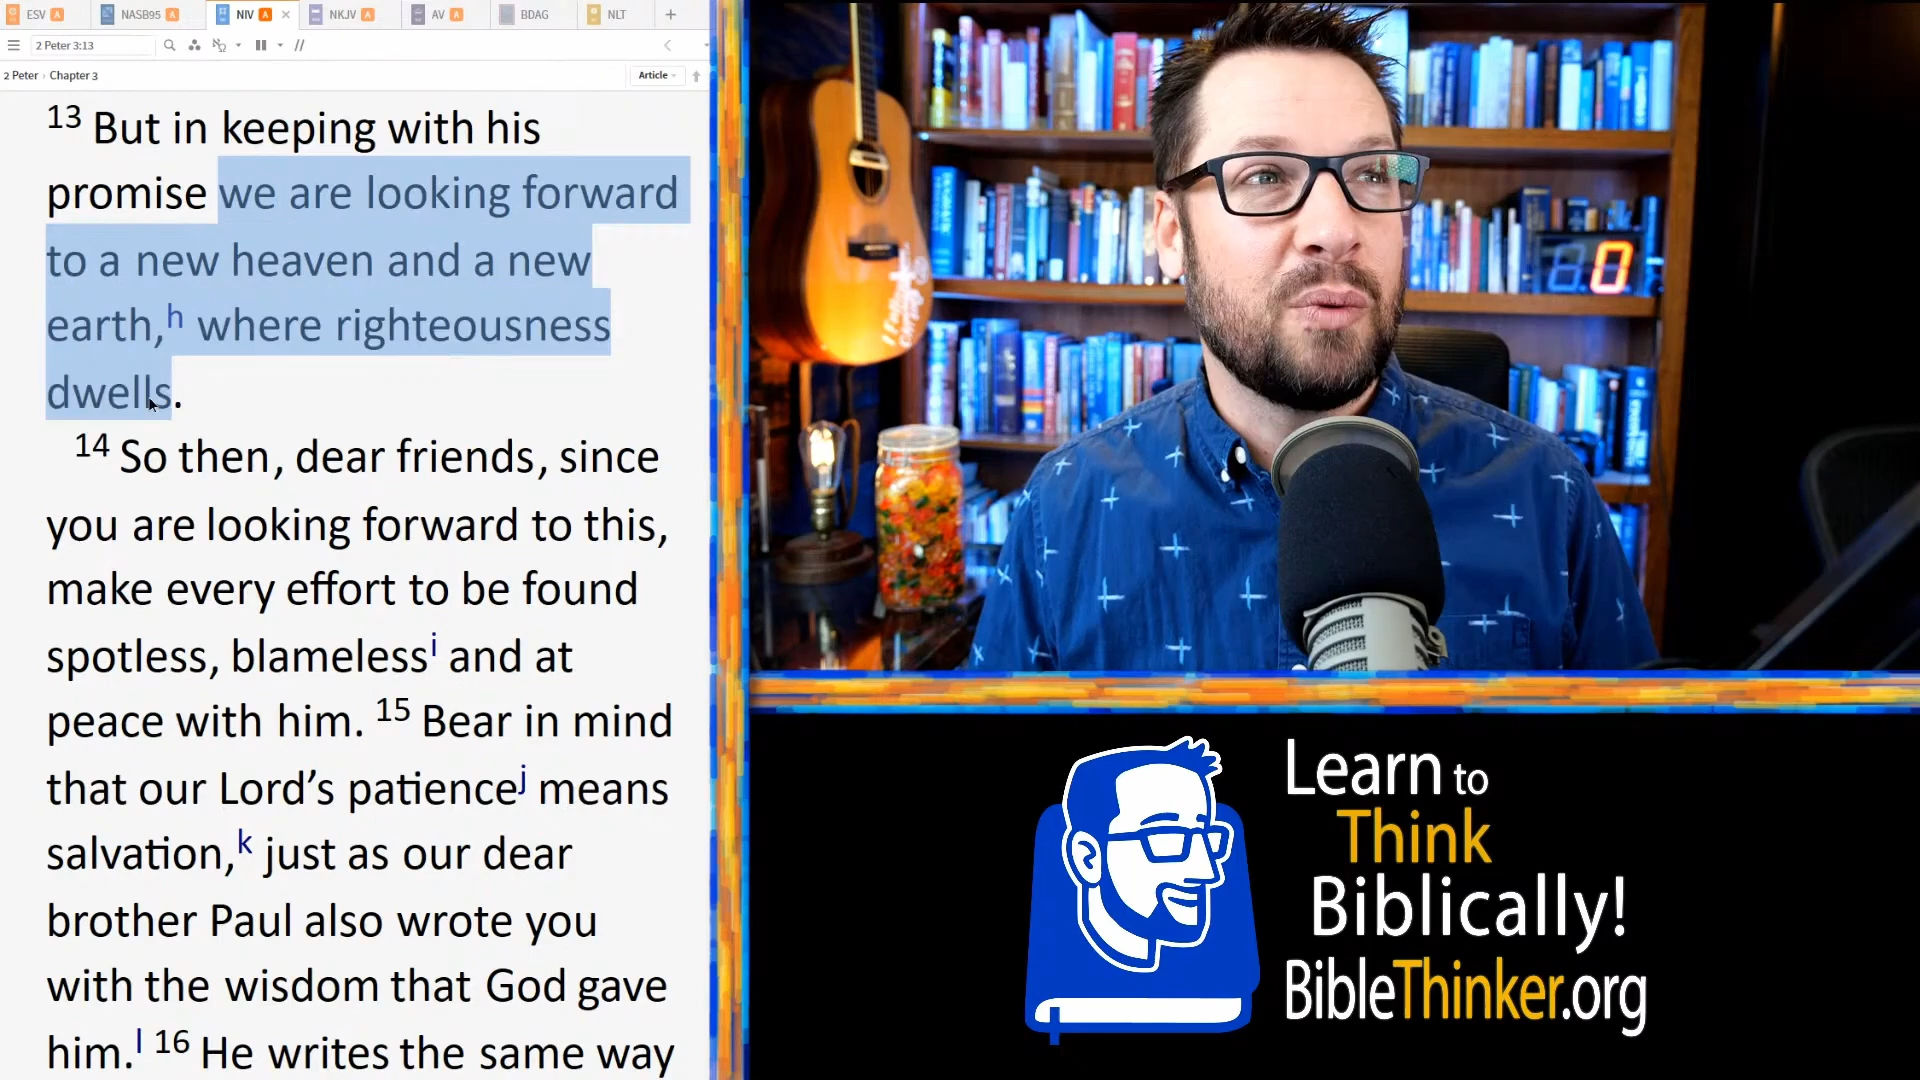 ESV A NASB95 A NIV A × NKJV A AV A BDAG NLT +
2 Peter 3:13
2 Peter › Chapter 3 Article
13 But in keeping with his
promise we are looking forward
to a new heaven and a new
earth,h where righteousness
dwells.
14 So then, dear friends, since
you are looking forward to this,
make every effort to be found
spotless, blamelessi and at
peace with him. 15 Bear in mind
that our Lord’s patiencej means
salvation,k just as our dear
brother Paul also wrote you
with the wisdom that God gave
him.l 16 He writes the same way
0
Learn to
Think
Biblically!
BibleThinker.org